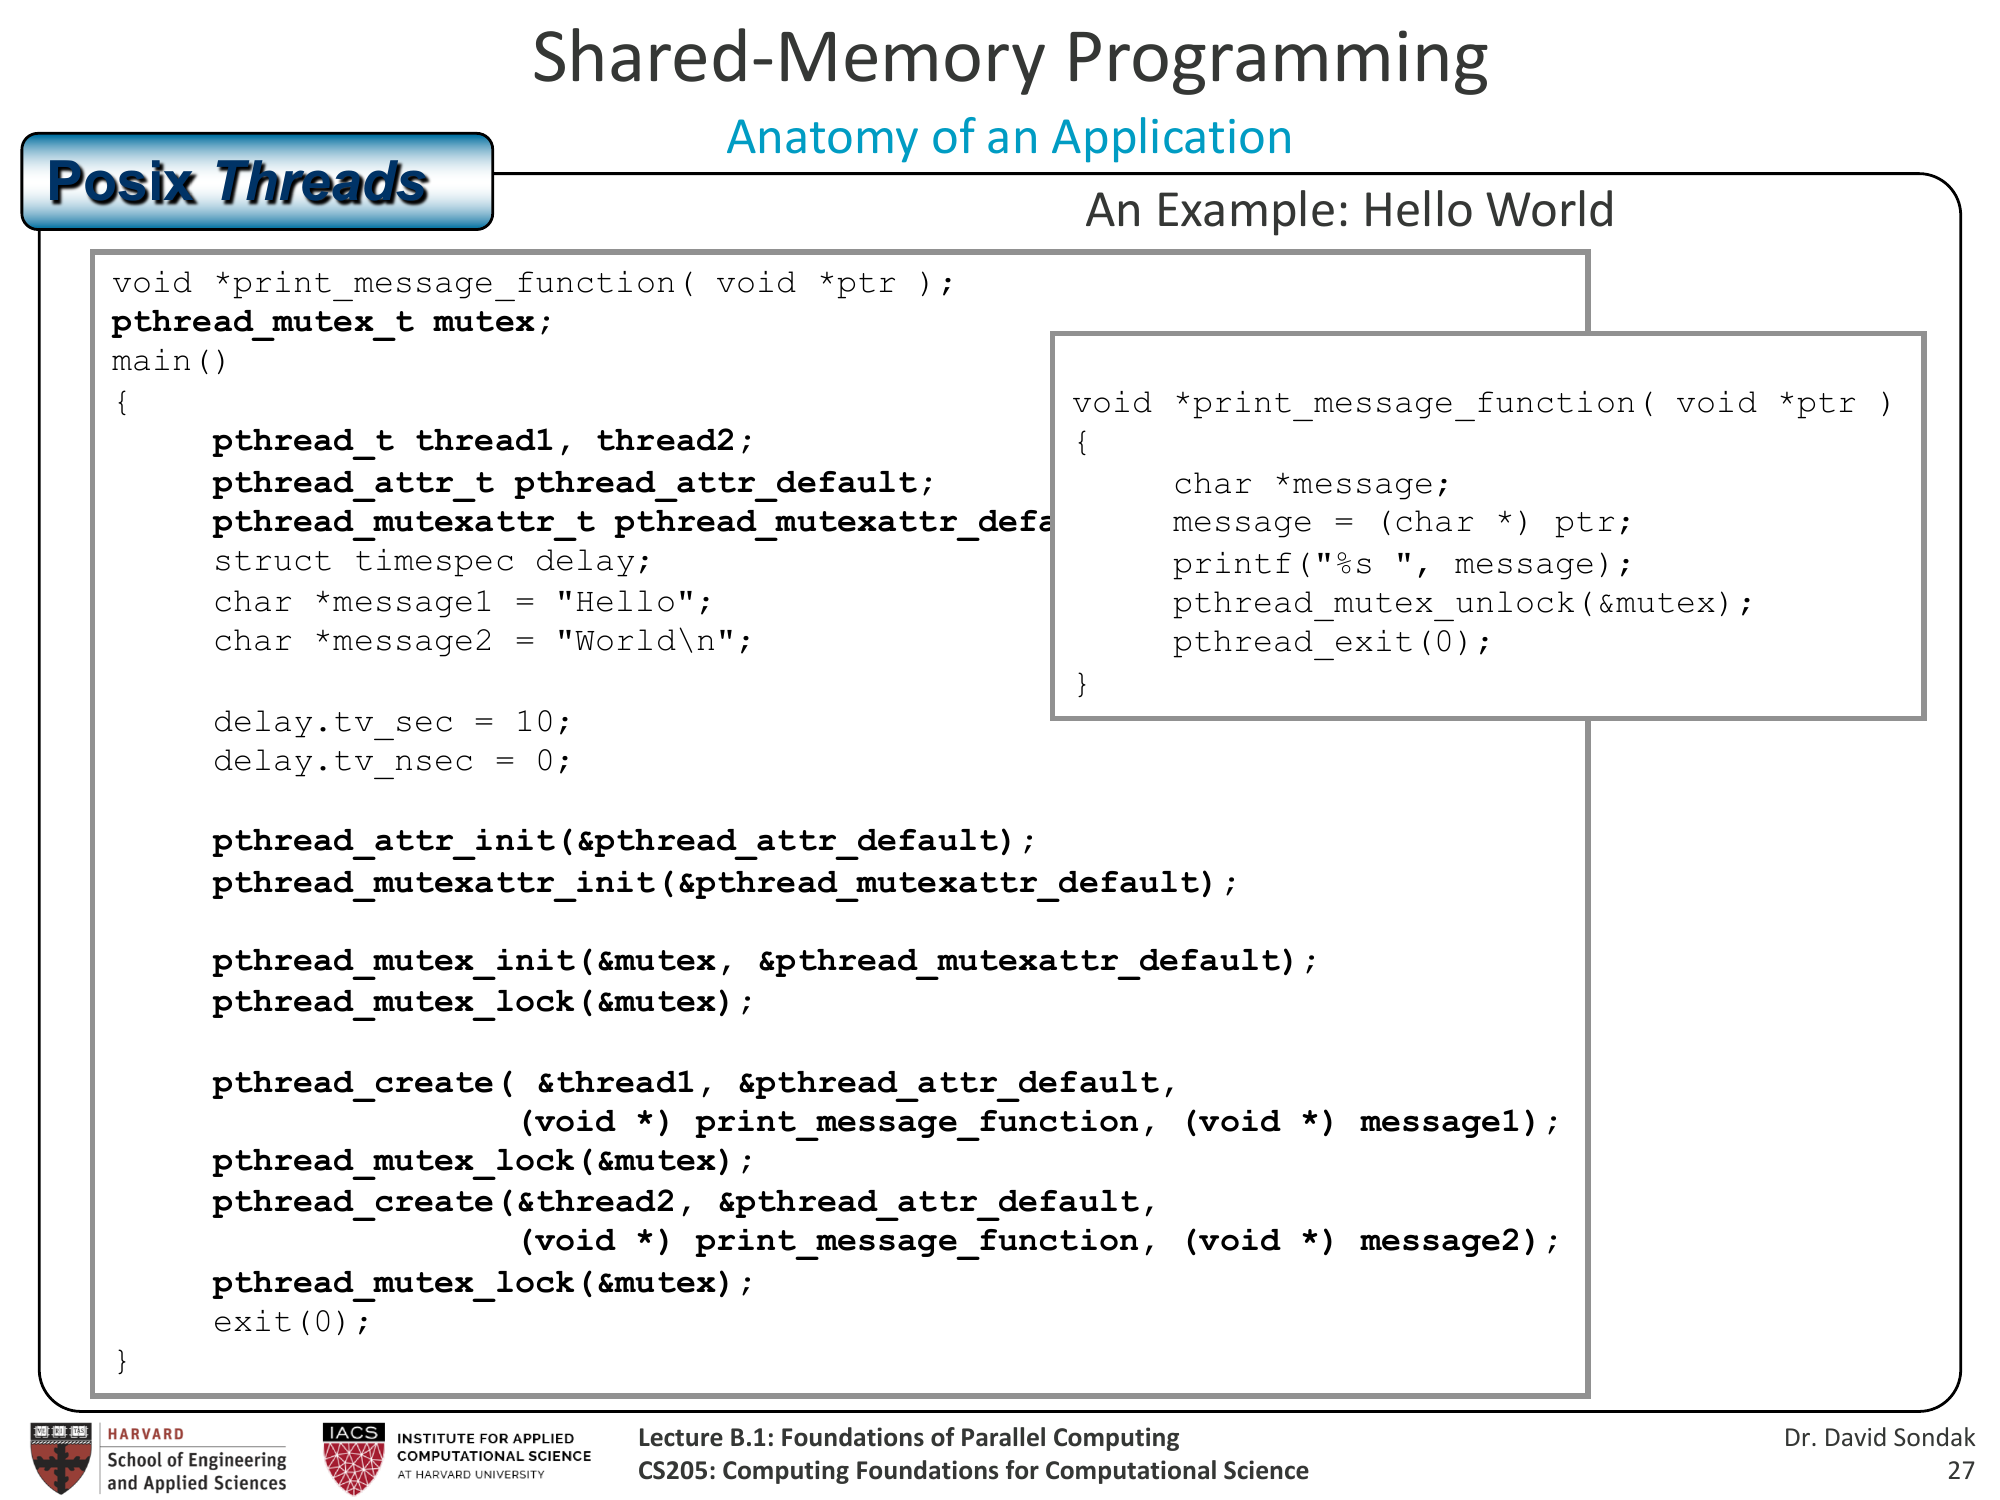 Shared-Memory Programming
Anatomy of an Application
Posix Threads
An Example: Hello World
void *print_message_function( void *ptr );
pthread_mutex_t mutex;
main()
{
     pthread_t thread1, thread2;
     pthread_attr_t pthread_attr_default;
     pthread_mutexattr_t pthread_mutexattr_defa
     struct timespec delay;
     char *message1 = "Hello";
     char *message2 = "World\n";
     delay.tv_sec = 10;
     delay.tv_nsec = 0;
     pthread_attr_init(&pthread_attr_default);
     pthread_mutexattr_init(&pthread_mutexattr_default);
     pthread_mutex_init(&mutex, &pthread_mutexattr_default);
     pthread_mutex_lock(&mutex);
     pthread_create( &thread1, &pthread_attr_default,
                    (void *) print_message_function, (void *) message1);
     pthread_mutex_lock(&mutex);
     pthread_create(&thread2, &pthread_attr_default,
                    (void *) print_message_function, (void *) message2);
     pthread_mutex_lock(&mutex);
     exit(0);
}
void *print_message_function( void *ptr )
{
     char *message;
     message = (char *) ptr;
     printf("%s ", message);
     pthread_mutex_unlock(&mutex);
     pthread_exit(0);
}
HARVARD
School of Engineering
and Applied Sciences
IACS
INSTITUTE FOR APPLIED
COMPUTATIONAL SCIENCE
AT HARVARD UNIVERSITY
Lecture B.1: Foundations of Parallel Computing
CS205: Computing Foundations for Computational Science
Dr. David Sondak
27